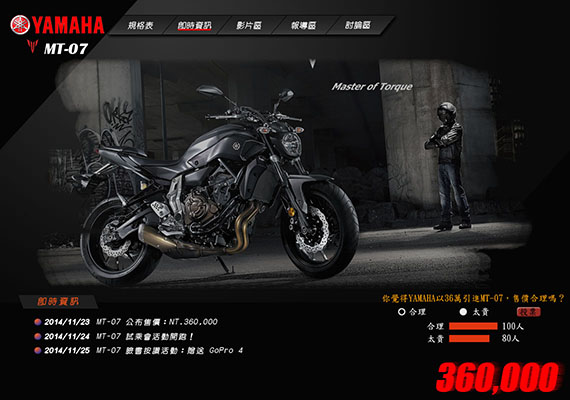 YAMAHA
MT-07
規格表 即時資訊 影片區 報導區 討論區
Master of Torque
即時資訊
2014/11/23 MT-07 公布售價：NT.360,000
2014/11/24 MT-07 試乘會活動開跑！
2014/11/25 MT-07 臉書按讚活動：贈送 GoPro 4
你覺得YAMAHA以36萬引進MT-07，售價合理嗎？
合理 太貴 投票
合理 100人
太貴 80人
360,000